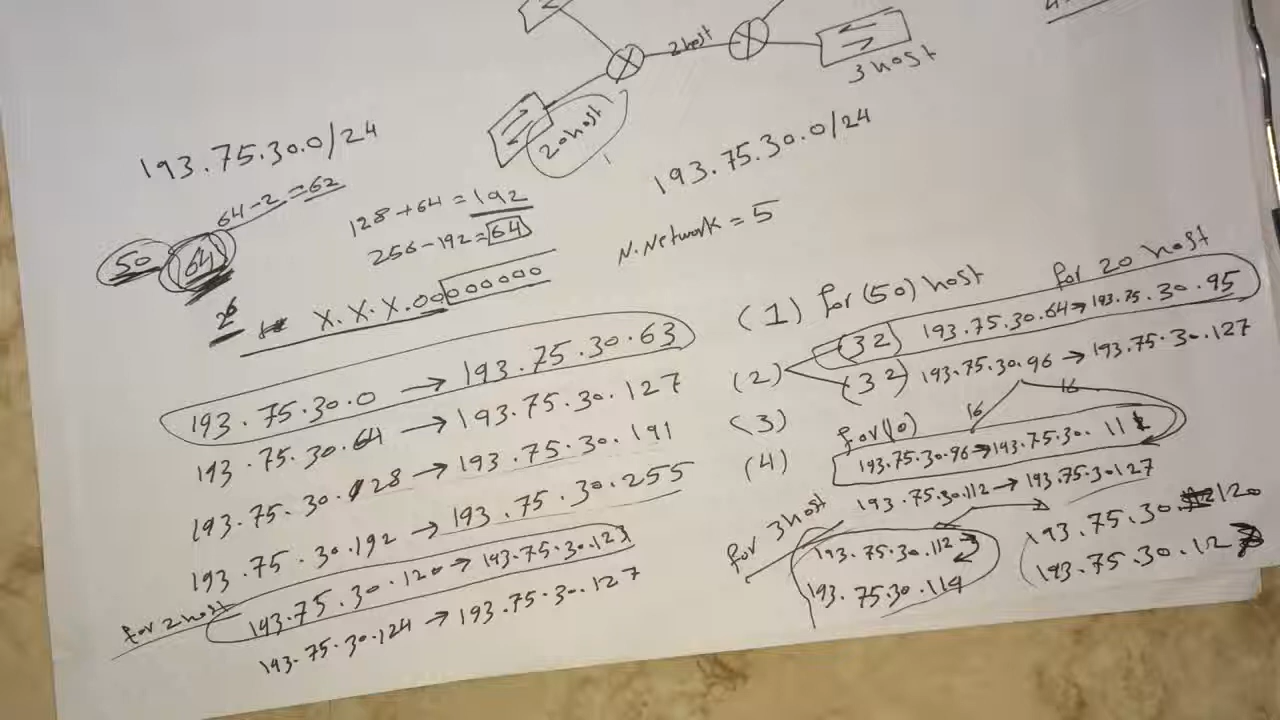 2 host
3 host
20 host
193.75.30.0/24
193.75.30.0/24
64-2=62
50 64
128+64=192
256-192=64
N.Network = 5
2^6
X.X.X.00000000
(1) for (50) host
for 20 host
193.75.30.0 → 193.75.30.63
193.75.30.64 → 193.75.30.127
193.75.30.128 → 193.75.30.191
193.75.30.192 → 193.75.30.255
for 2 host
193.75.30.120 → 193.75.30.123
193.75.30.124 → 193.75.30.127
(2) (32) 193.75.30.64 → 193.75.30.95
(32) 193.75.30.96 → 193.75.30.127
16 16
(3) for (10)
(4) 193.75.30.96 → 193.75.30.111
193.75.30.112 → 193.75.30.127
for 3 host
193.75.30.112 →
193.75.30.119
193.75.30.120
193.75.30.127